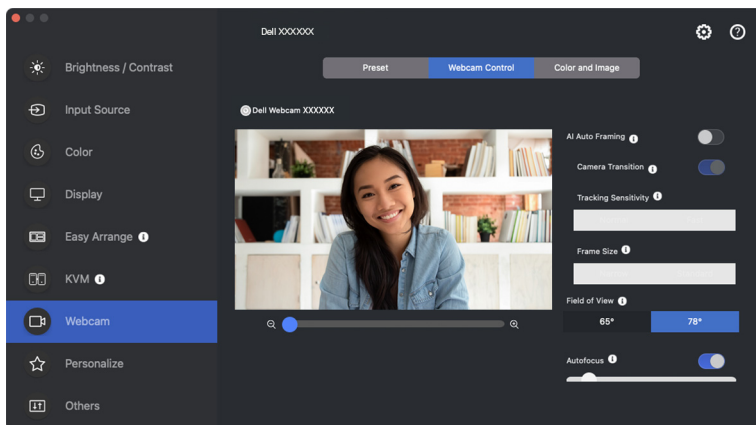 Dell XXXXXX
Brightness / Contrast
Input Source
Color
Display
Easy Arrange
KVM
Webcam
Personalize
Others
Preset
Webcam Control
Color and Image
Dell Webcam XXXXXX
AI Auto Framing
Camera Transition
Tracking Sensitivity
Frame Size
Field of View
65°
78°
Autofocus